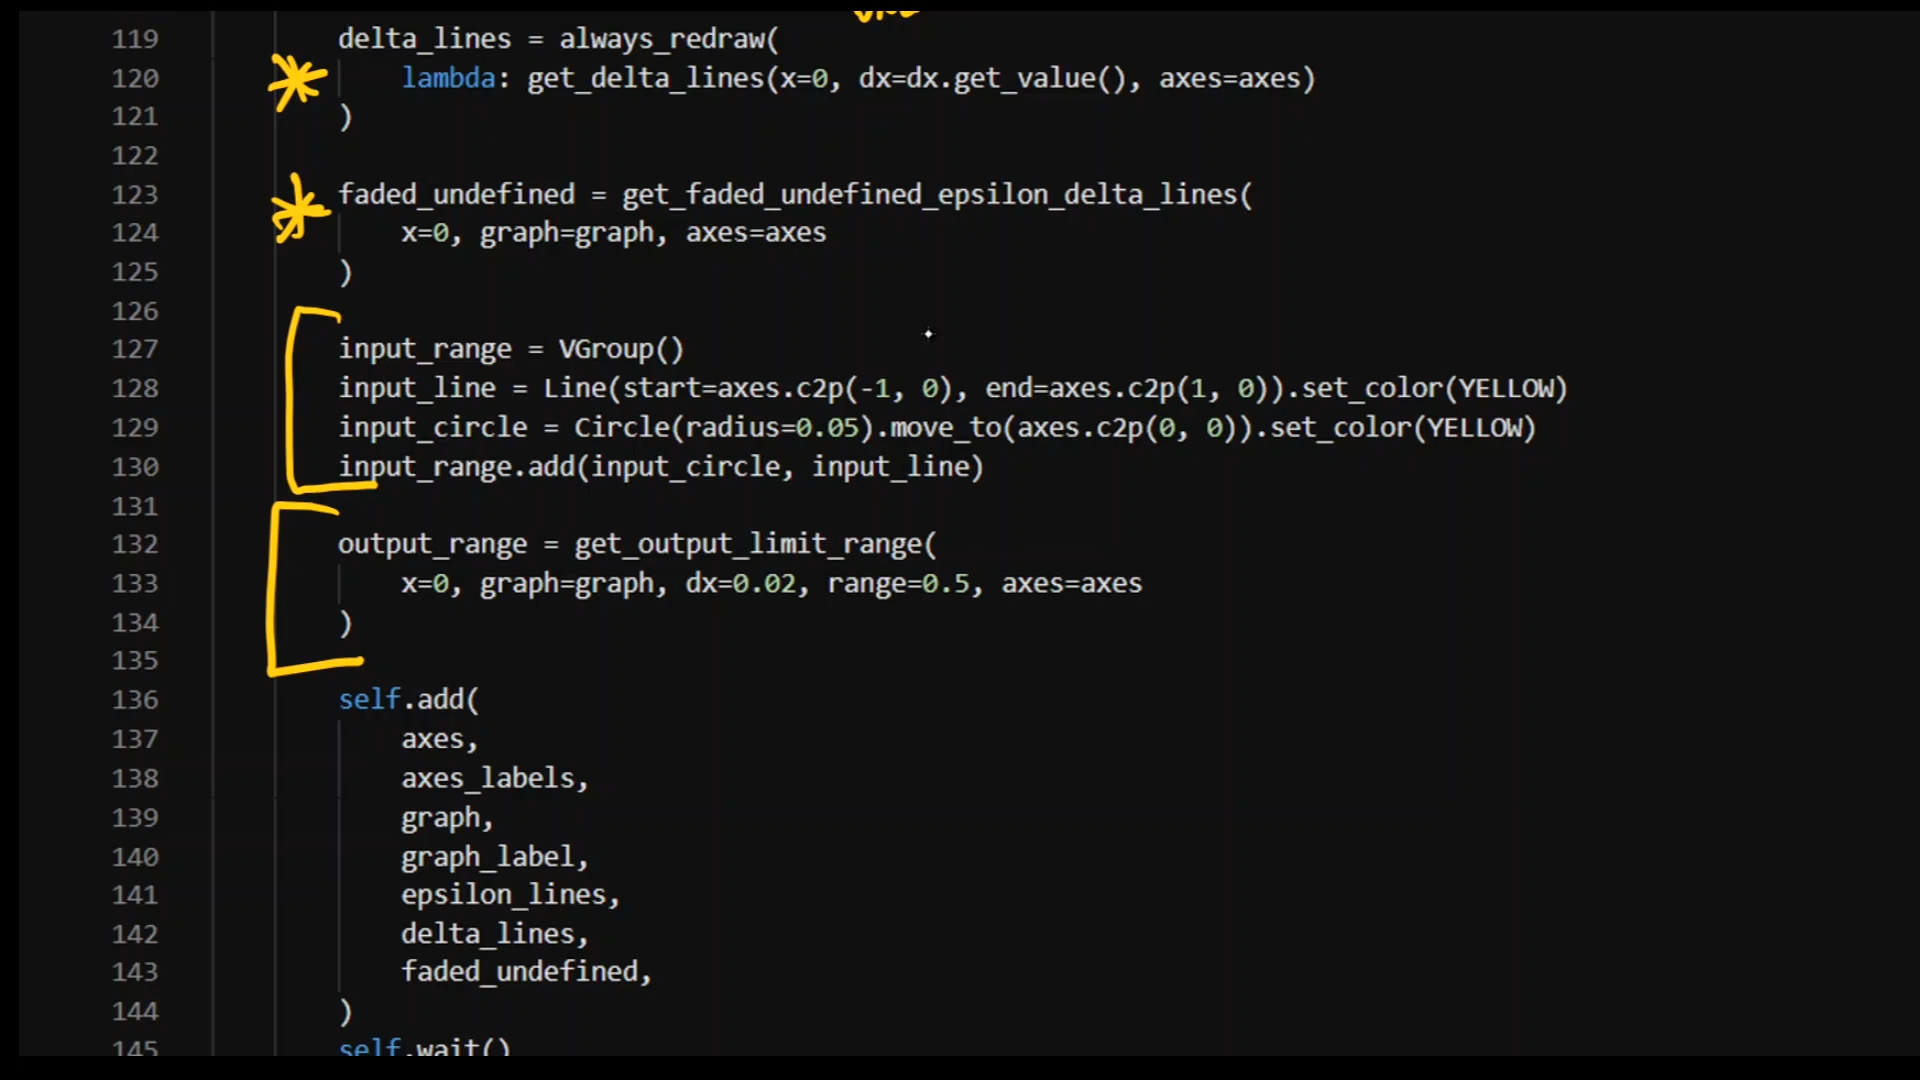 119 delta_lines = always_redraw(
120 lambda: get_delta_lines(x=0, dx=dx.get_value(), axes=axes)
121 )
122
123 faded_undefined = get_faded_undefined_epsilon_delta_lines(
124 x=0, graph=graph, axes=axes
125 )
126
127 input_range = VGroup()
128 input_line = Line(start=axes.c2p(-1, 0), end=axes.c2p(1, 0)).set_color(YELLOW)
129 input_circle = Circle(radius=0.05).move_to(axes.c2p(0, 0)).set_color(YELLOW)
130 input_range.add(input_circle, input_line)
131
132 output_range = get_output_limit_range(
133 x=0, graph=graph, dx=0.02, range=0.5, axes=axes
134 )
135
136 self.add(
137 axes,
138 axes_labels,
139 graph,
140 graph_label,
141 epsilon_lines,
142 delta_lines,
143 faded_undefined,
144 )
145 self.wait()